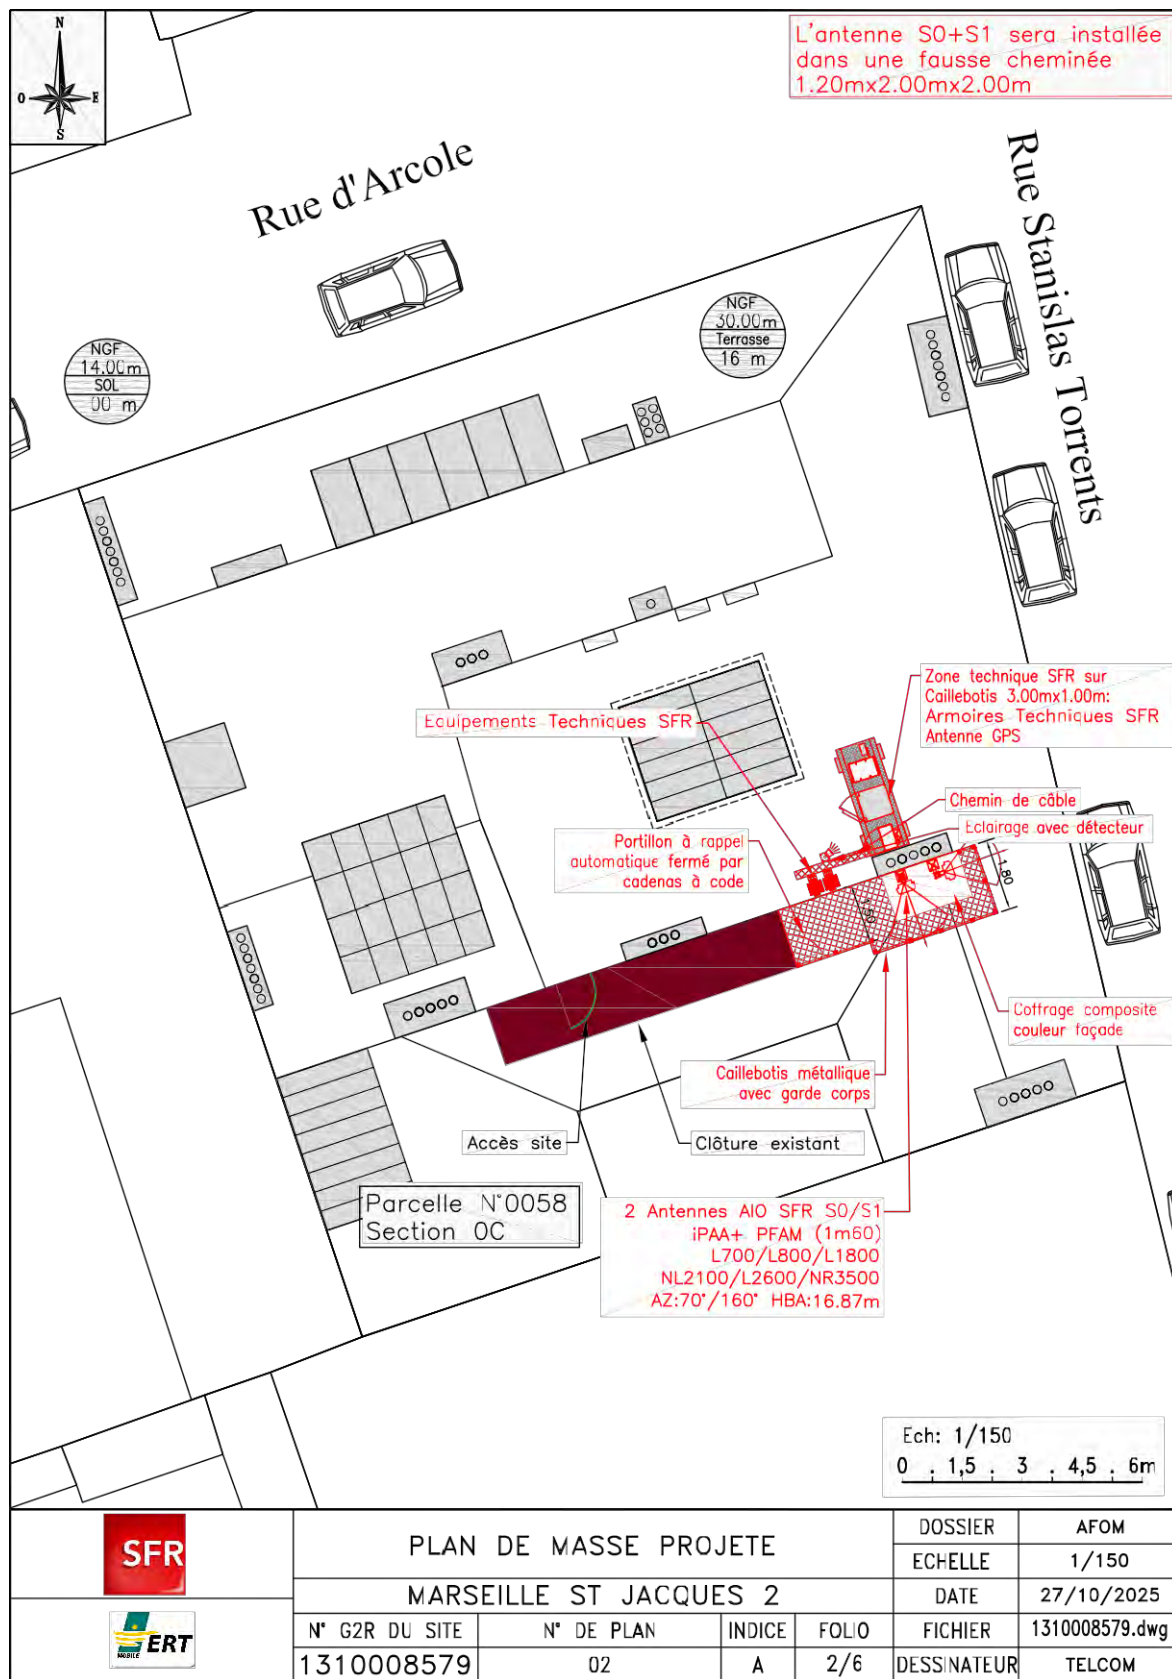 N
O E
S
L'antenne S0+S1 sera installée
dans une fausse cheminée
1.20mx2.00mx2.00m
Rue d'Arcole
Rue Stanislas Torrents
NGF
30.00m
Terrasse
16 m
NGF
14.00m
SOL
00 m
Zone technique SFR sur
Caillebotis 3.00mx1.00m:
Armoires Techniques SFR
Antenne GPS
Equipements Techniques SFR
Chemin de câble
Eclairage avec détecteur
Portillon à rappel
automatique fermé par
cadenas à code
1.80
1.50
Coffrage composite
couleur façade
Caillebotis métallique
avec garde corps
Accès site
Clôture existant
Parcelle N°0058
Section 0C
2 Antennes AIO SFR S0/S1
iPAA+ PFAM (1m60)
L700/L800/L1800
NL2100/L2600/NR3500
AZ:70°/160° HBA:16.87m
Ech: 1/150
0 . 1,5 . 3 . 4,5 . 6m
SFR
ERT
MOBILE
PLAN DE MASSE PROJETE
MARSEILLE ST JACQUES 2
N° G2R DU SITE N° DE PLAN INDICE FOLIO
1310008579 02 A 2/6
DOSSIER AFOM
ECHELLE 1/150
DATE 27/10/2025
FICHIER 1310008579.dwg
DESSINATEUR TELCOM